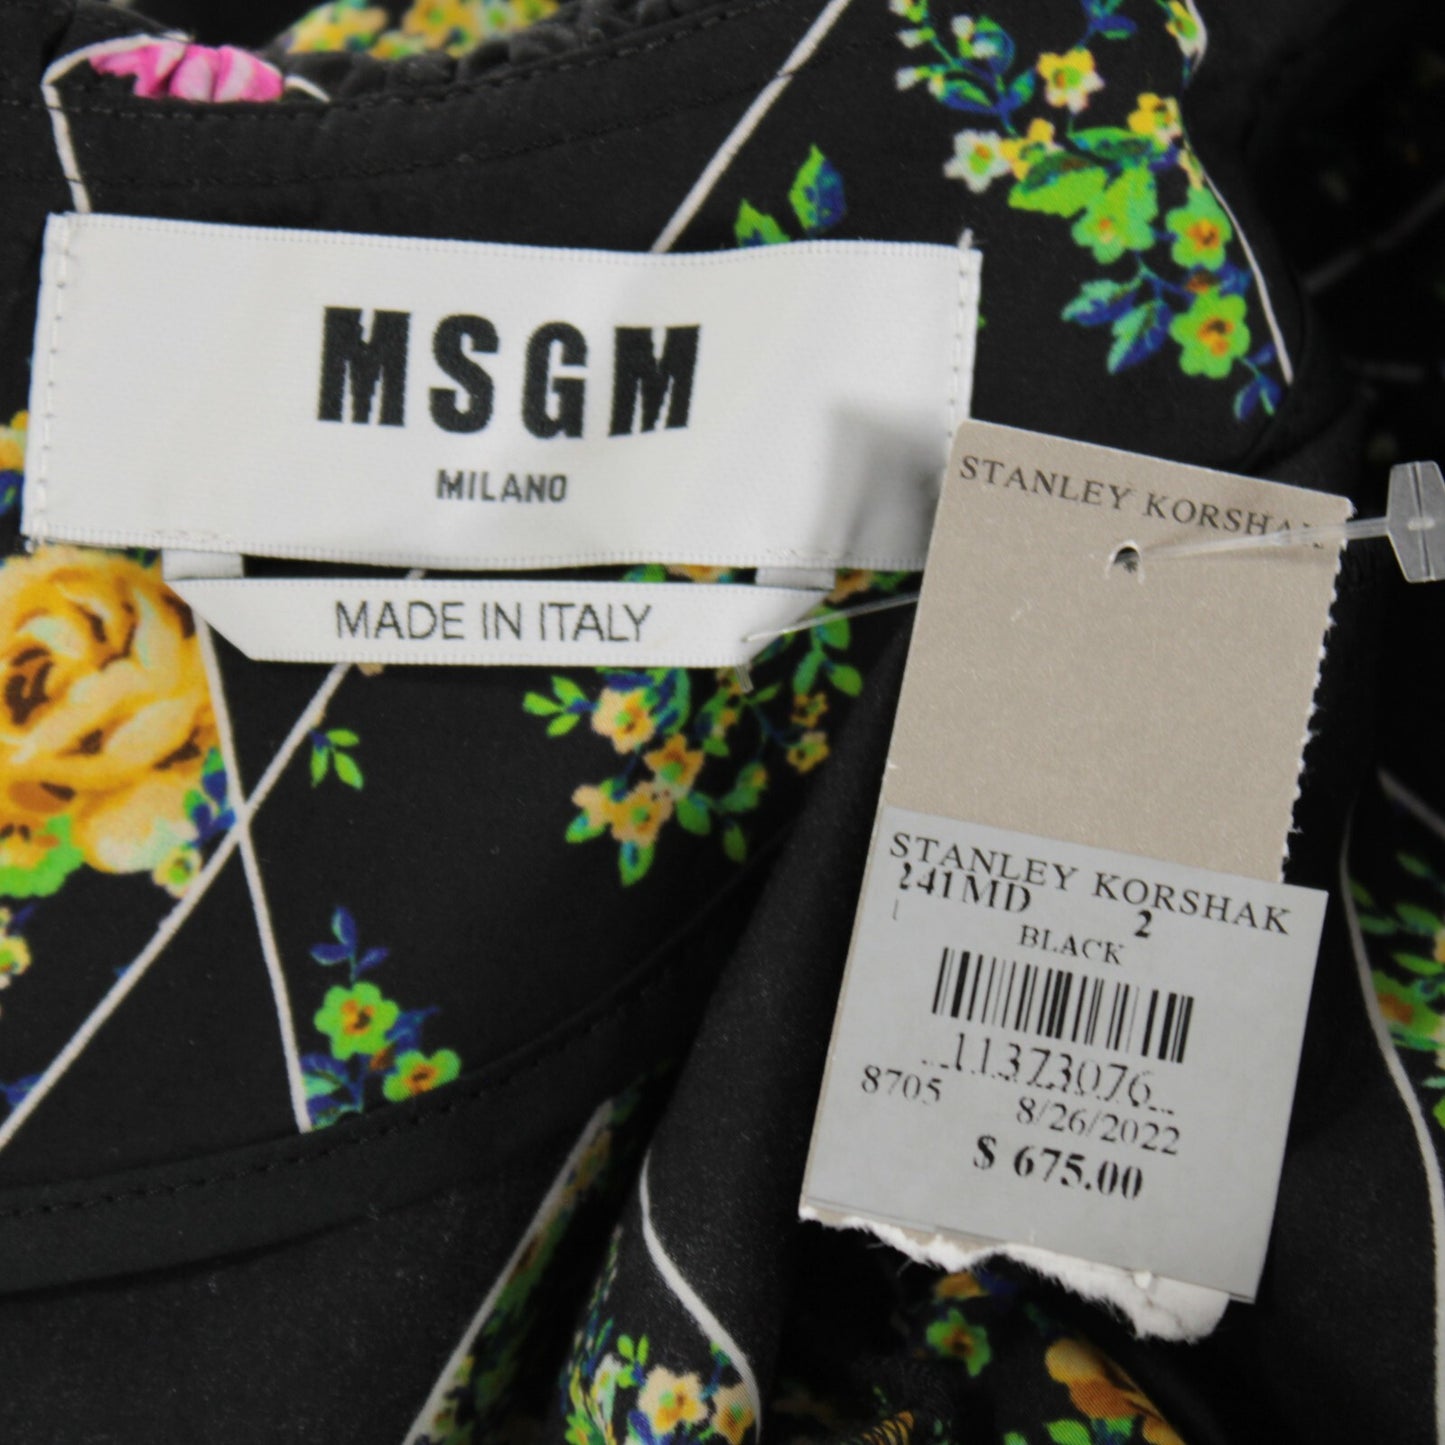 MSGM
MILANO
MADE IN ITALY
STANLEY KORSHAK
STANLEY KORSHAK
241MD 2
BLACK
11373076
8705
8/26/2022
$ 675.00